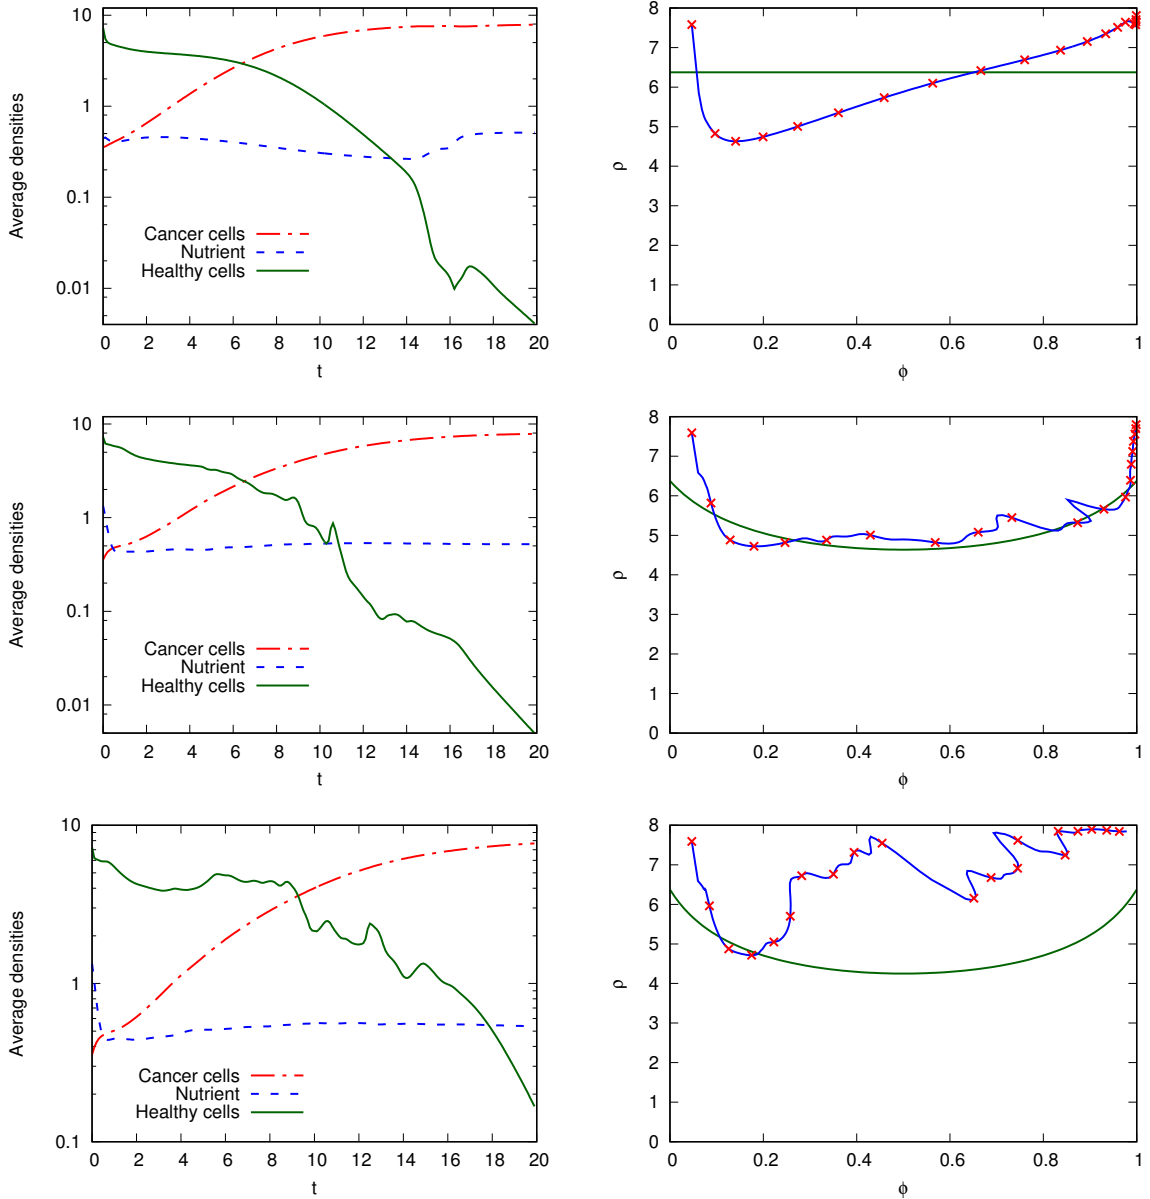 10
1
0.1
0.01
Average densities
Cancer cells
Nutrient
Healthy cells
0 2 4 6 8 10 12 14 16 18 20
t
8
7
6
5
4
3
2
1
0
ρ
0 0.2 0.4 0.6 0.8 1
ϕ
10
1
0.1
0.01
Average densities
Cancer cells
Nutrient
Healthy cells
0 2 4 6 8 10 12 14 16 18 20
t
8
7
6
5
4
3
2
1
0
ρ
0 0.2 0.4 0.6 0.8 1
ϕ
10
1
0.1
Average densities
Cancer cells
Nutrient
Healthy cells
0 2 4 6 8 10 12 14 16 18 20
t
8
7
6
5
4
3
2
1
0
ρ
0 0.2 0.4 0.6 0.8 1
ϕ